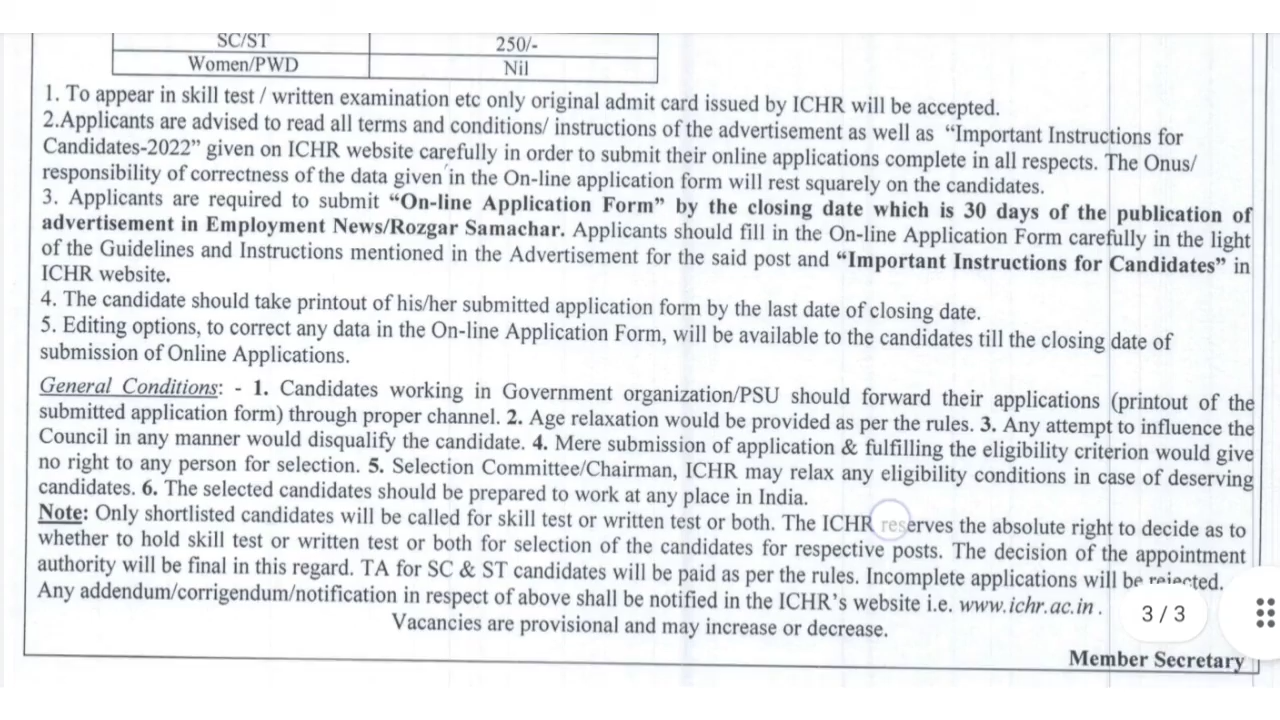 SC/ST 250/-
Women/PWD Nil
1. To appear in skill test / written examination etc only original admit card issued by ICHR will be accepted.
2.Applicants are advised to read all terms and conditions/ instructions of the advertisement as well as “Important Instructions for
Candidates-2022” given on ICHR website carefully in order to submit their online applications complete in all respects. The Onus/
responsibility of correctness of the data given in the On-line application form will rest squarely on the candidates.
3. Applicants are required to submit “On-line Application Form” by the closing date which is 30 days of the publication of
advertisement in Employment News/Rozgar Samachar. Applicants should fill in the On-line Application Form carefully in the light
of the Guidelines and Instructions mentioned in the Advertisement for the said post and “Important Instructions for Candidates” in
ICHR website.
4. The candidate should take printout of his/her submitted application form by the last date of closing date.
5. Editing options, to correct any data in the On-line Application Form, will be available to the candidates till the closing date of
submission of Online Applications.
General Conditions: - 1. Candidates working in Government organization/PSU should forward their applications (printout of the
submitted application form) through proper channel. 2. Age relaxation would be provided as per the rules. 3. Any attempt to influence the
Council in any manner would disqualify the candidate. 4. Mere submission of application & fulfilling the eligibility criterion would give
no right to any person for selection. 5. Selection Committee/Chairman, ICHR may relax any eligibility conditions in case of deserving
candidates. 6. The selected candidates should be prepared to work at any place in India.
Note: Only shortlisted candidates will be called for skill test or written test or both. The ICHR reserves the absolute right to decide as to
whether to hold skill test or written test or both for selection of the candidates for respective posts. The decision of the appointment
authority will be final in this regard. TA for SC & ST candidates will be paid as per the rules. Incomplete applications will be rejected.
Any addendum/corrigendum/notification in respect of above shall be notified in the ICHR’s website i.e. www.ichr.ac.in .
3 / 3
Vacancies are provisional and may increase or decrease.
Member Secretary